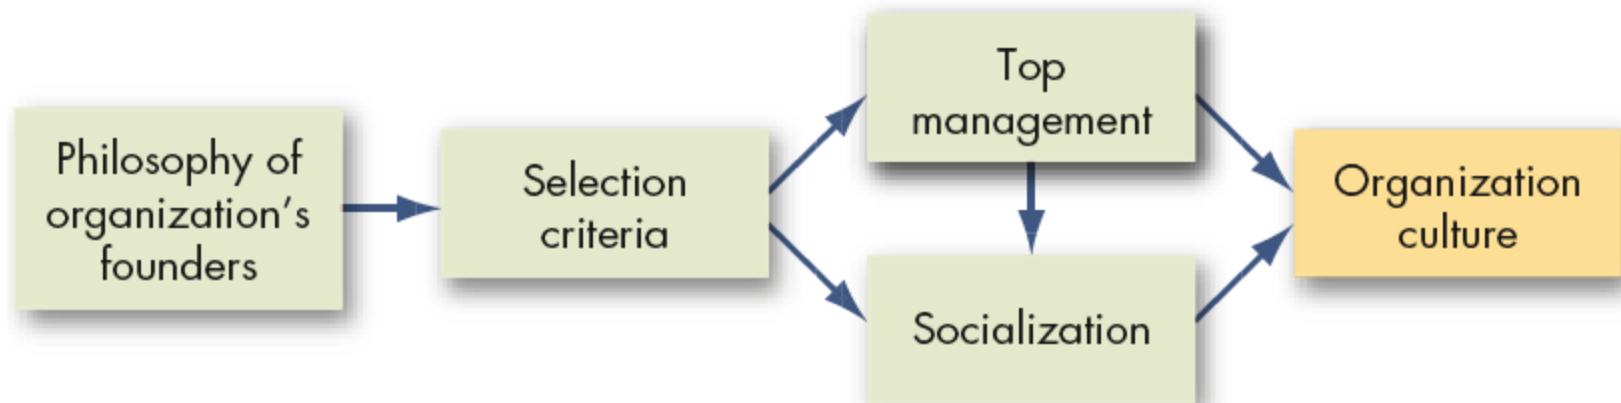 Philosophy of
organization's
founders
Selection
criteria
Top
management
Socialization
Organization
culture